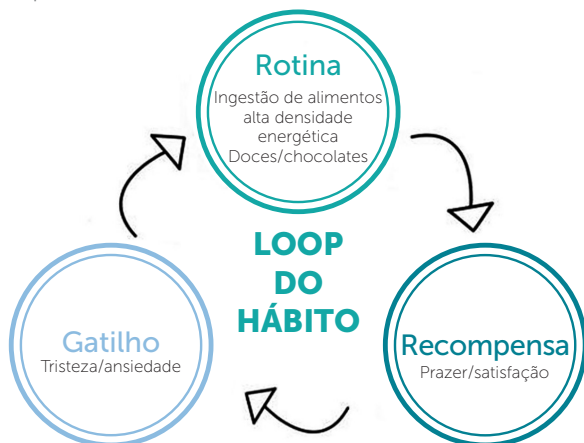 Rotina
Ingestão de alimentos
alta densidade
energética
Doces/chocolates
LOOP
DO
HÁBITO
Gatilho
Tristeza/ansiedade
Recompensa
Prazer/satisfação